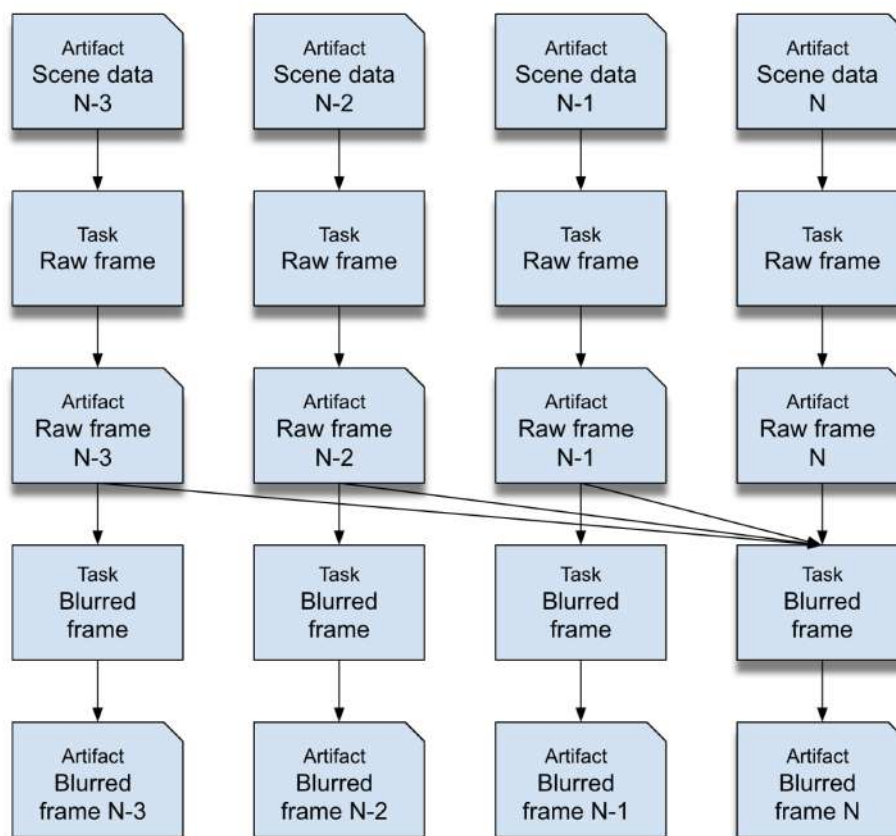 Artifact
Scene data
N-3
Artifact
Scene data
N-2
Artifact
Scene data
N-1
Artifact
Scene data
N
Task
Raw frame
Task
Raw frame
Task
Raw frame
Task
Raw frame
Artifact
Raw frame
N-3
Artifact
Raw frame
N-2
Artifact
Raw frame
N-1
Artifact
Raw frame
N
Task
Blurred
frame
Task
Blurred
frame
Task
Blurred
frame
Task
Blurred
frame
Artifact
Blurred
frame N-3
Artifact
Blurred
frame N-2
Artifact
Blurred
frame N-1
Artifact
Blurred
frame N